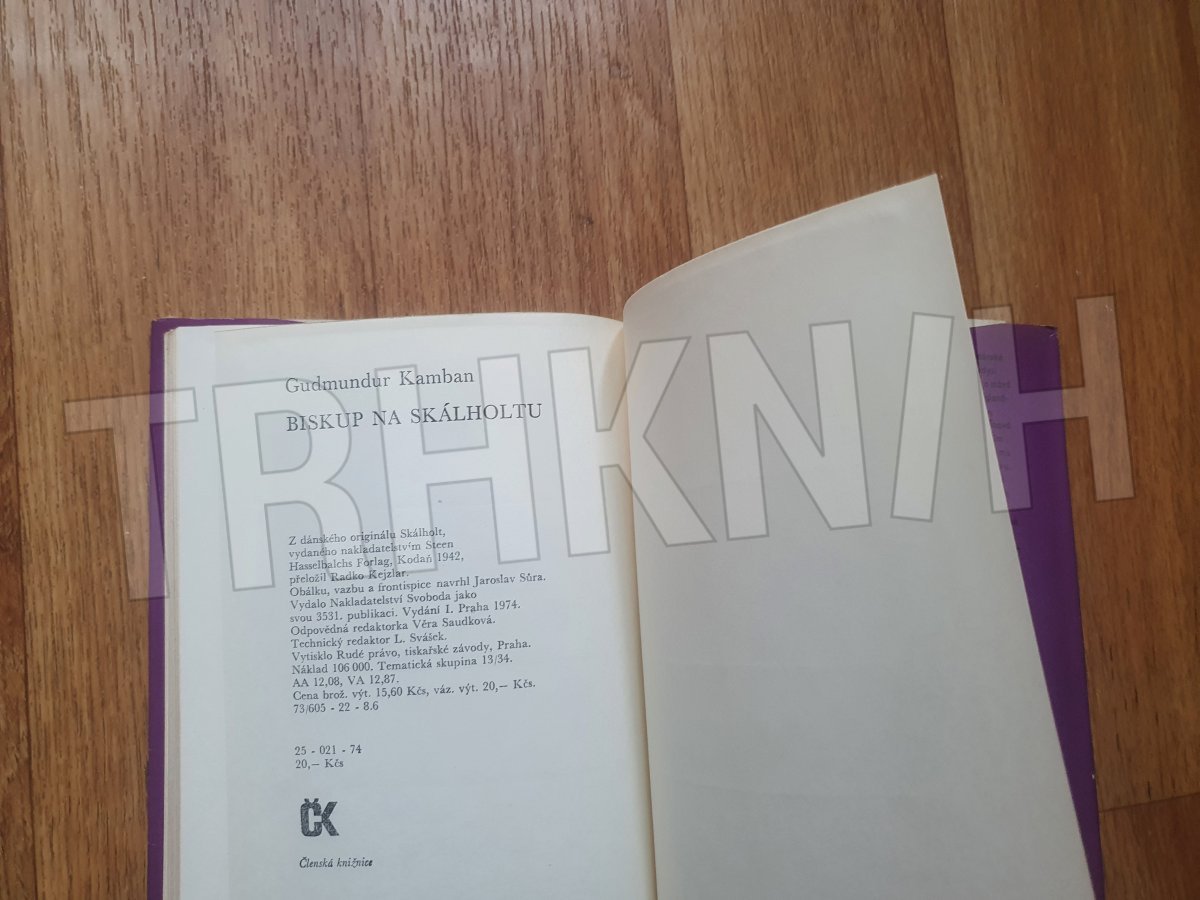 Gudmundur Kamban
BISKUP NA SKÁLHOLTU
Z dánského originálu Skálholt,
vydaného nakladatelstvím Steen
Hasselbalchs Forlag, Kodaň 1942,
přeložil Radko Kejzlar.
Obálku, vazbu a frontispice navrhl Jaroslav Šůra.
Vydalo Nakladatelství Svoboda jako
svou 3531. publikaci. Vydání I. Praha 1974.
Odpovědná redaktorka Věra Saudková.
Technický redaktor L. Svášek.
Vytisklo Rudé právo, tiskařské závody, Praha.
Náklad 106 000. Tematická skupina 13/34.
AA 12,08, VA 12,87.
Cena brož. výt. 15,60 Kčs, váz. výt. 20,— Kčs.
73/605 - 22 - 8.6
25 - 021 - 74
20,— Kčs
ČK
Členská knižnice
TRHKNIH